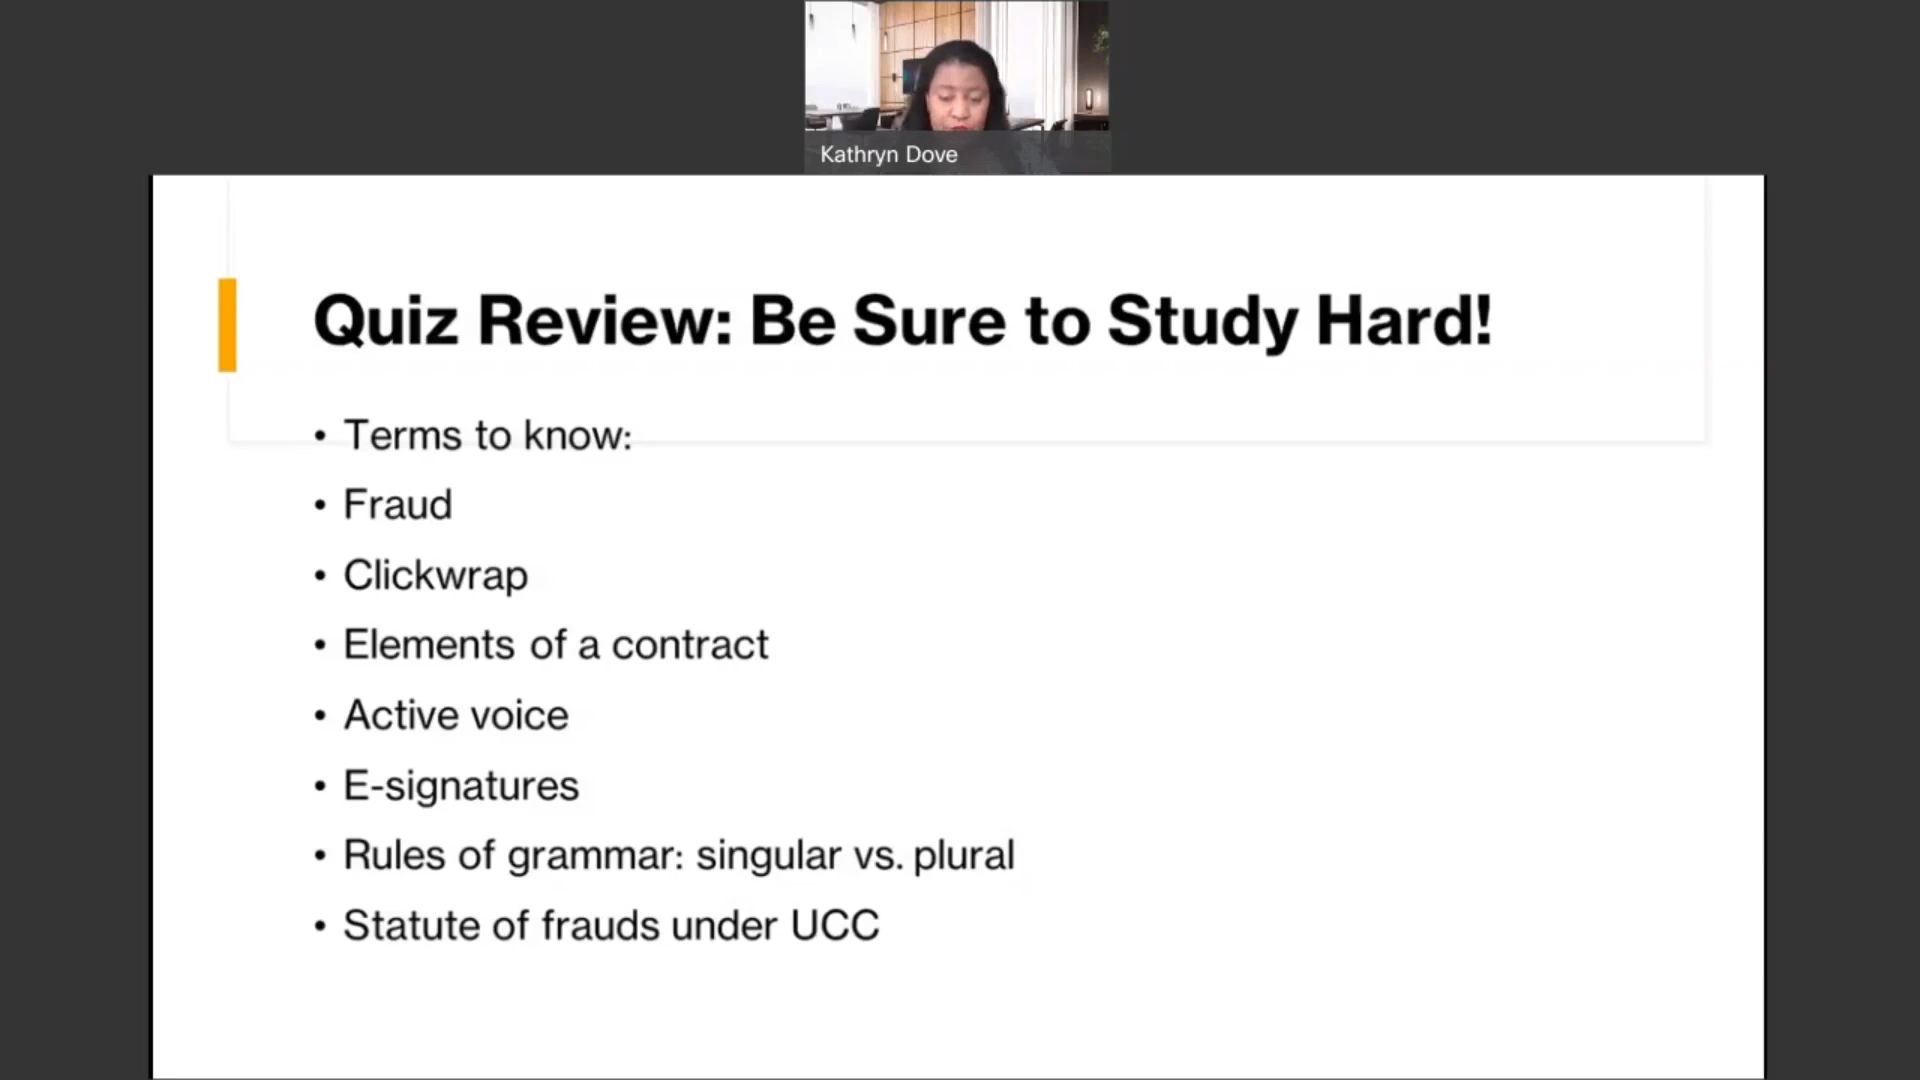 Kathryn Dove
Quiz Review: Be Sure to Study Hard!
• Terms to know:
• Fraud
• Clickwrap
• Elements of a contract
• Active voice
• E-signatures
• Rules of grammar: singular vs. plural
• Statute of frauds under UCC